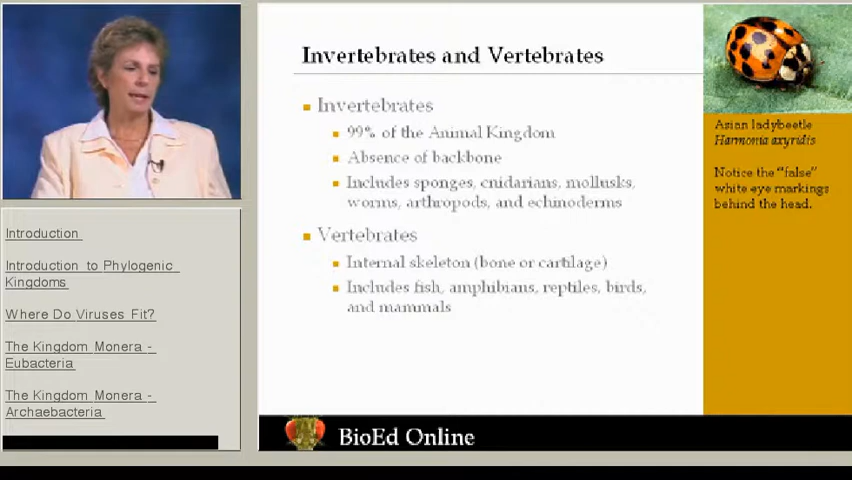 Invertebrates and Vertebrates
Invertebrates
99% of the Animal Kingdom
Absence of backbone
Includes sponges, cnidarians, mollusks,
worms, arthropods, and echinoderms
Vertebrates
Internal skeleton (bone or cartilage)
Includes fish, amphibians, reptiles, birds,
and mammals
Asian ladybeetle
Harmonia axyridis
Notice the "false"
white eye markings
behind the head.
Introduction
Introduction to Phylogenic
Kingdoms
Where Do Viruses Fit?
The Kingdom Monera -
Eubacteria
The Kingdom Monera -
Archaebacteria
BioEd Online